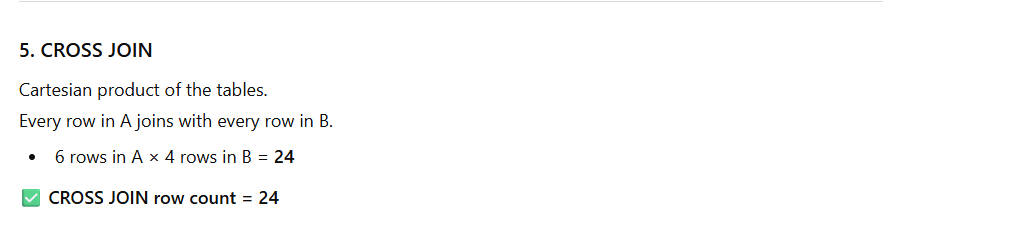 5. CROSS JOIN
Cartesian product of the tables.
Every row in A joins with every row in B.
• 6 rows in A × 4 rows in B = 24
✅ CROSS JOIN row count = 24